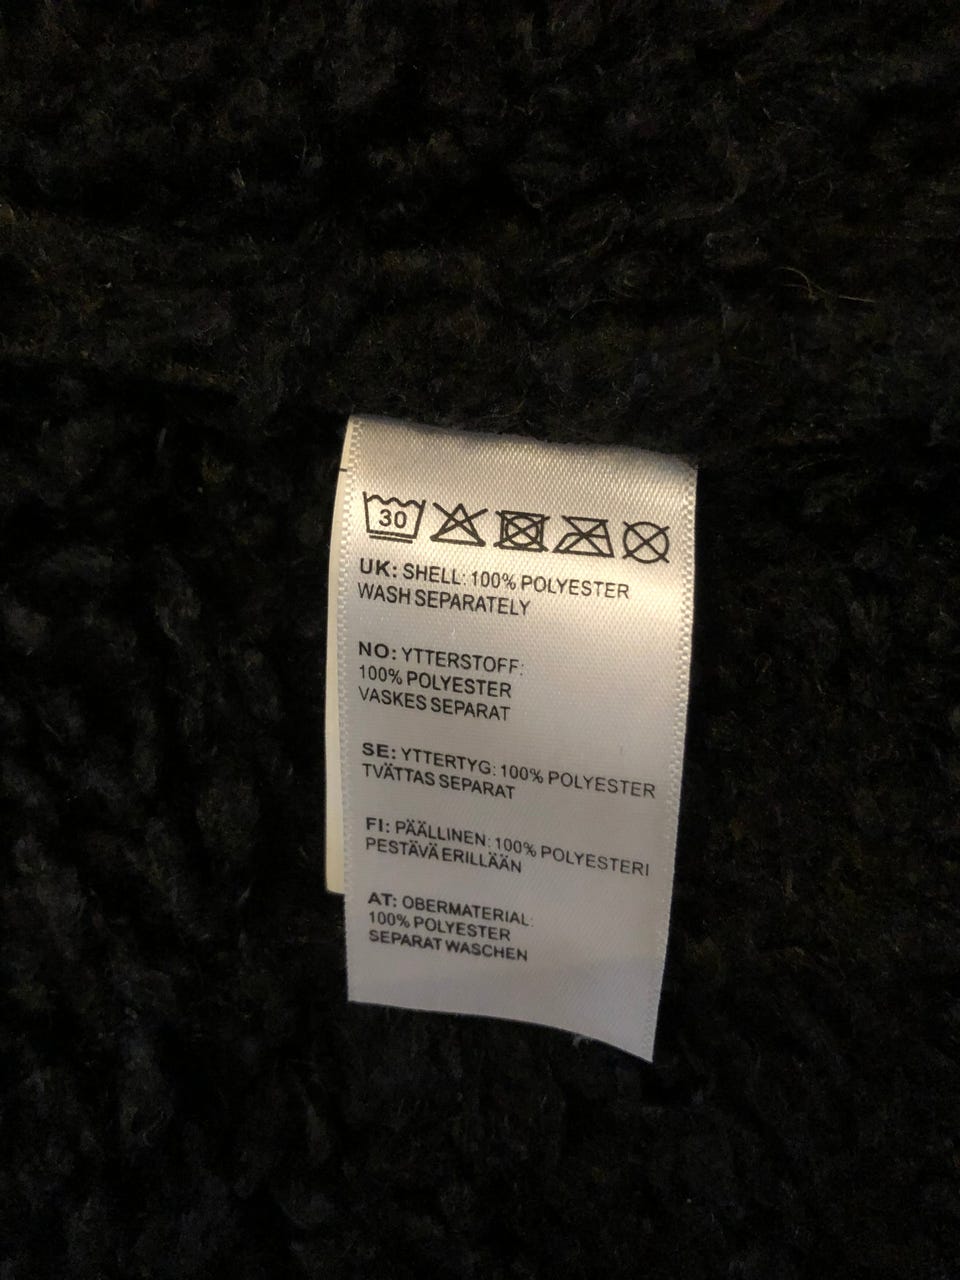 30
UK: SHELL: 100% POLYESTER
WASH SEPARATELY
NO: YTTERSTOFF:
100% POLYESTER
VASKES SEPARAT
SE: YTTERTYG: 100% POLYESTER
TVÄTTAS SEPARAT
FI: PÄÄLLINEN: 100% POLYESTERI
PESTÄVÄ ERILLÄÄN
AT: OBERMATERIAL:
100% POLYESTER
SEPARAT WASCHEN